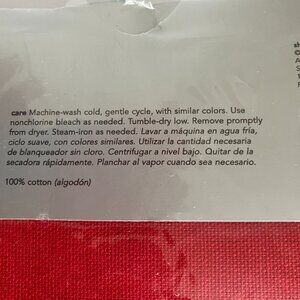 care Machine-wash cold, gentle cycle, with similar colors. Use
nonchlorine bleach as needed. Tumble-dry low. Remove promptly
from dryer. Steam-iron as needed. Lavar a máquina en agua fría,
ciclo suave, con colores similares. Utilizar la cantidad necesaria
de blanqueador sin cloro. Centrifugar a nivel bajo. Quitar de la
secadora rápidamente. Planchar al vapor cuando sea necesario.
100% cotton (algodón)
sh
©
A
S